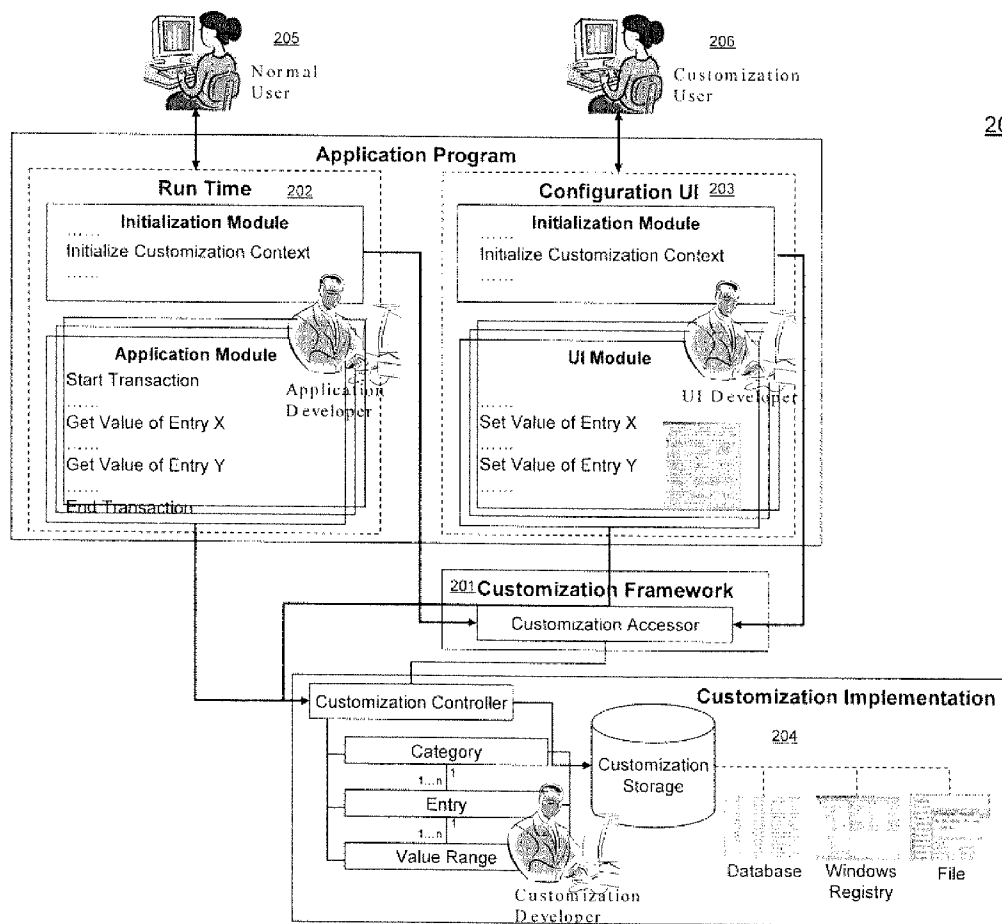 205
Normal
User
206
Customization
User
20
Application Program
Run Time 202
Initialization Module
......
Initialize Customization Context
......
Application Module
Start Transaction
......
Get Value of Entry X
......
Get Value of Entry Y
......
End Transaction
Application
Developer
Configuration UI 203
Initialization Module
......
Initialize Customization Context
......
UI Module
......
Set Value of Entry X
......
Set Value of Entry Y
......
UI Developer
201 Customization Framework
Customization Accessor
Customization Implementation
204
Customization Controller
Category
1...n 1
Entry
1...n 1
Value Range
Customization
Developer
Customization
Storage
Database
Windows
Registry
File